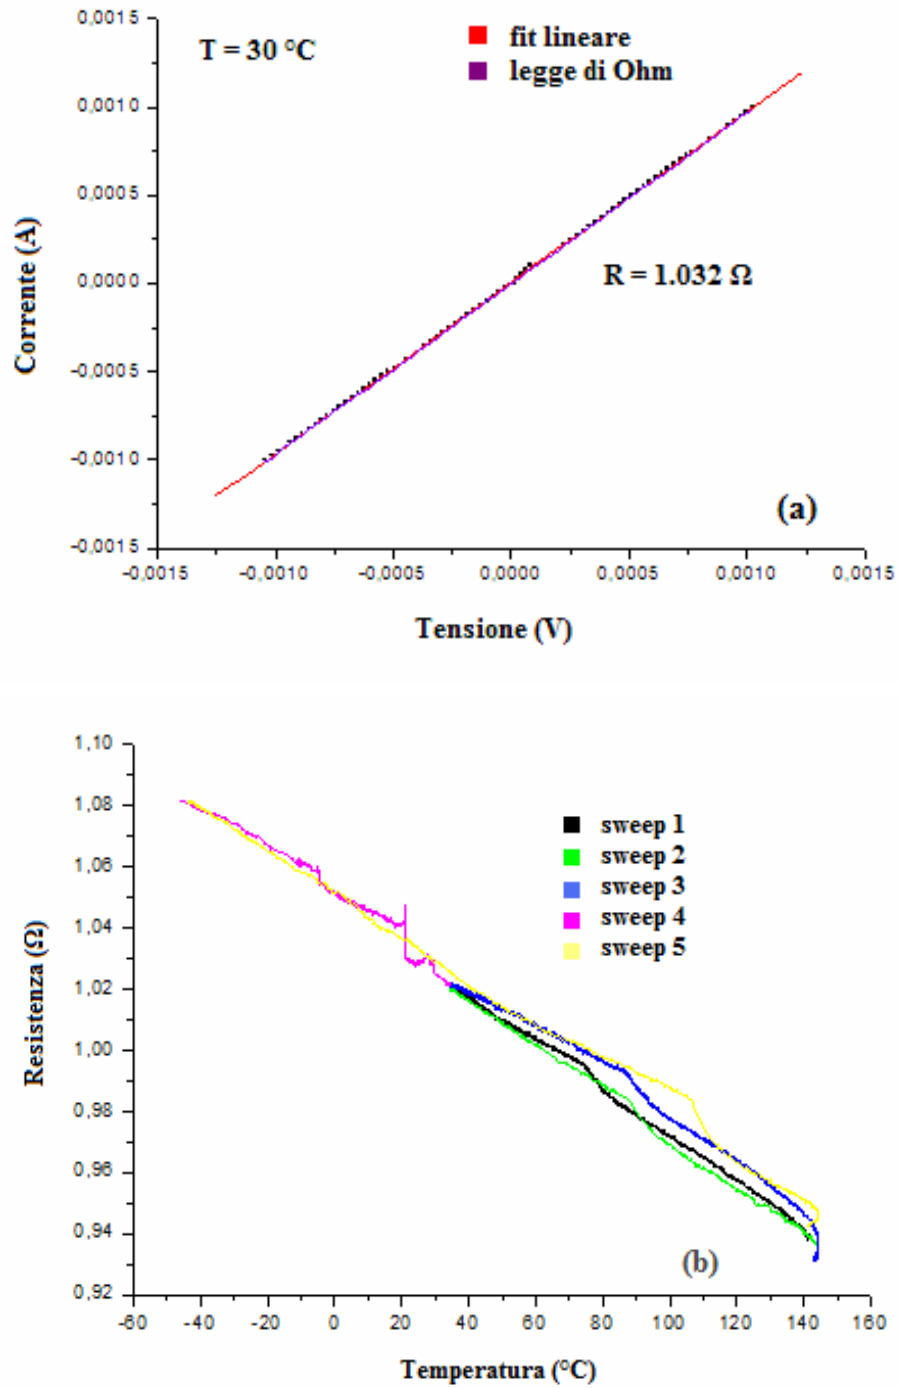 0,0015
T = 30 °C
fit lineare
legge di Ohm
0,0010
0,0005
0,0000
-0,0005
-0,0010
-0,0015
Corrente (A)
R = 1.032 Ω
(a)
-0,0015 -0,0010 -0,0005 0,0000 0,0005 0,0010 0,0015
Tensione (V)
1,10
1,08
1,06
1,04
1,02
1,00
0,98
0,96
0,94
0,92
Resistenza (Ω)
sweep 1
sweep 2
sweep 3
sweep 4
sweep 5
(b)
-60 -40 -20 0 20 40 60 80 100 120 140 160
Temperatura (°C)